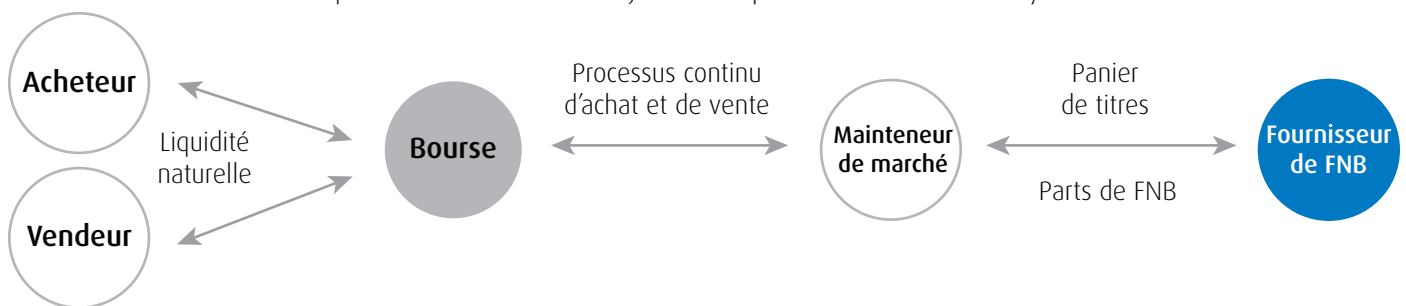 Acheteur
Vendeur
Liquidité
naturelle
Bourse
Processus continu
d'achat et de vente
Mainteneur
de marché
Panier
de titres
Parts de FNB
Fournisseur
de FNB